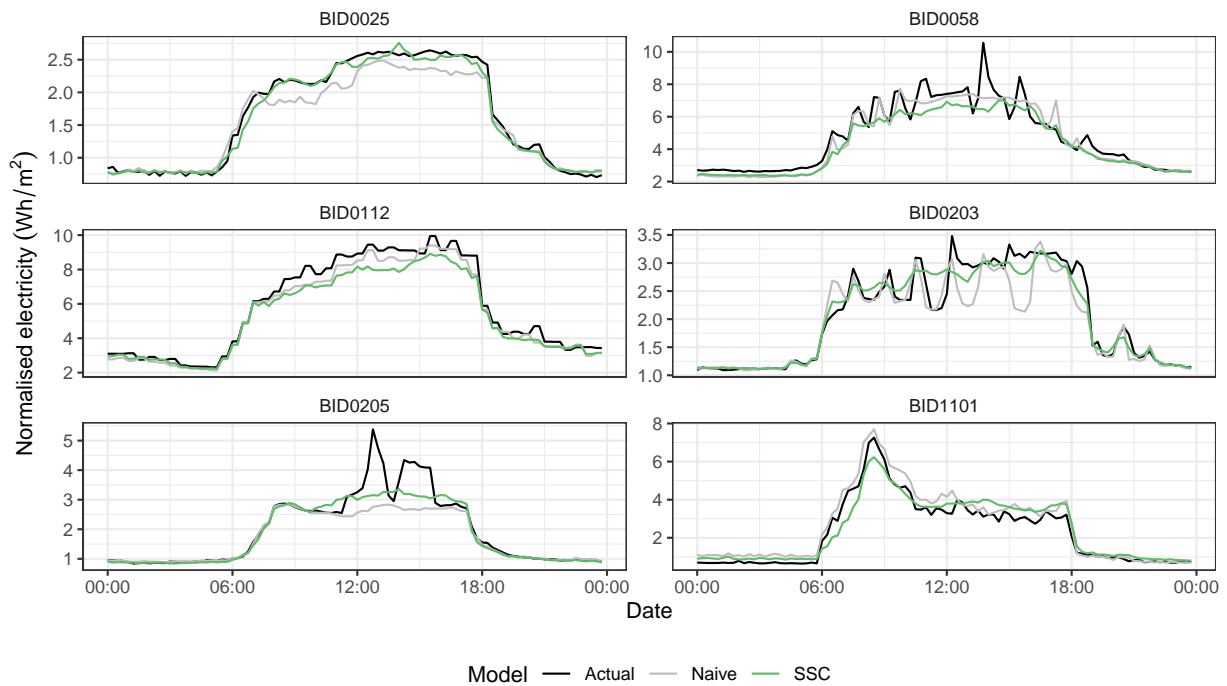 BID0025
BID0058
2.5
2.0
1.5
1.0
10
8
6
4
2
BID0112
BID0203
10
8
6
4
2
3.5
3.0
2.5
2.0
1.5
1.0
BID0205
BID1101
5
4
3
2
1
8
6
4
2
00:00 06:00 12:00 18:00 00:00
00:00 06:00 12:00 18:00 00:00
Normalised electricity (Wh/m²)
Date
Model Actual Naive SSC